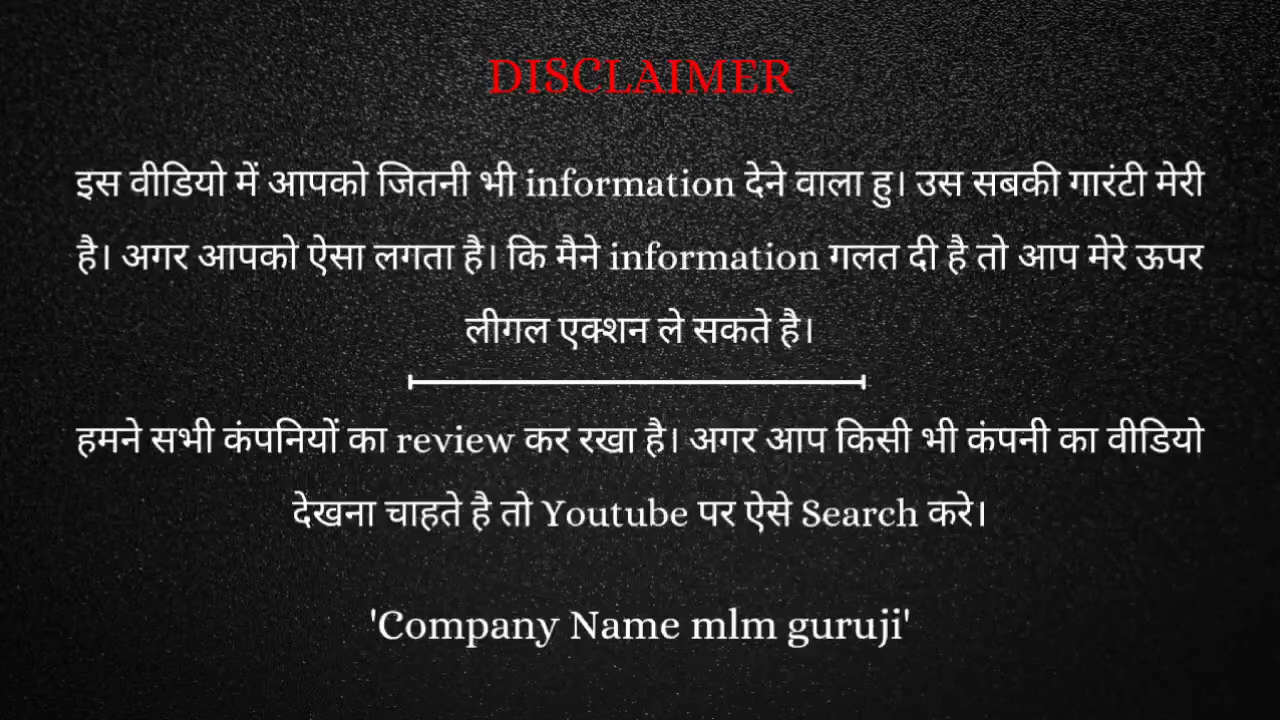 DISCLAIMER
इस वीडियो में आपको जितनी भी information देने वाला हु। उस सबकी गारंटी मेरी
है। अगर आपको ऐसा लगता है। कि मैने information गलत दी है तो आप मेरे ऊपर
लीगल एक्शन ले सकते है।
हमने सभी कंपनियों का review कर रखा है। अगर आप किसी भी कंपनी का वीडियो
देखना चाहते है तो Youtube पर ऐसे Search करे।
'Company Name mlm guruji'